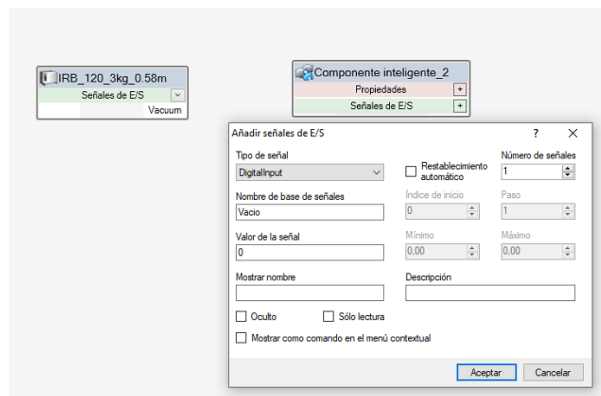 IRB_120_3kg_0.58m
Señales de E/S
Vacuum
Componente inteligente_2
Propiedades +
Señales de E/S +
Añadir señales de E/S ? X
Tipo de señal
DigitalInput
Restablecimiento
automático
Número de señales
1
Nombre de base de señales
Vacio
Índice de inicio
0
Paso
1
Valor de la señal
0
Mínimo
0,00
Máximo
0,00
Mostrar nombre
Descripción
Oculto
Sólo lectura
Mostrar como comando en el menú contextual
Aceptar
Cancelar